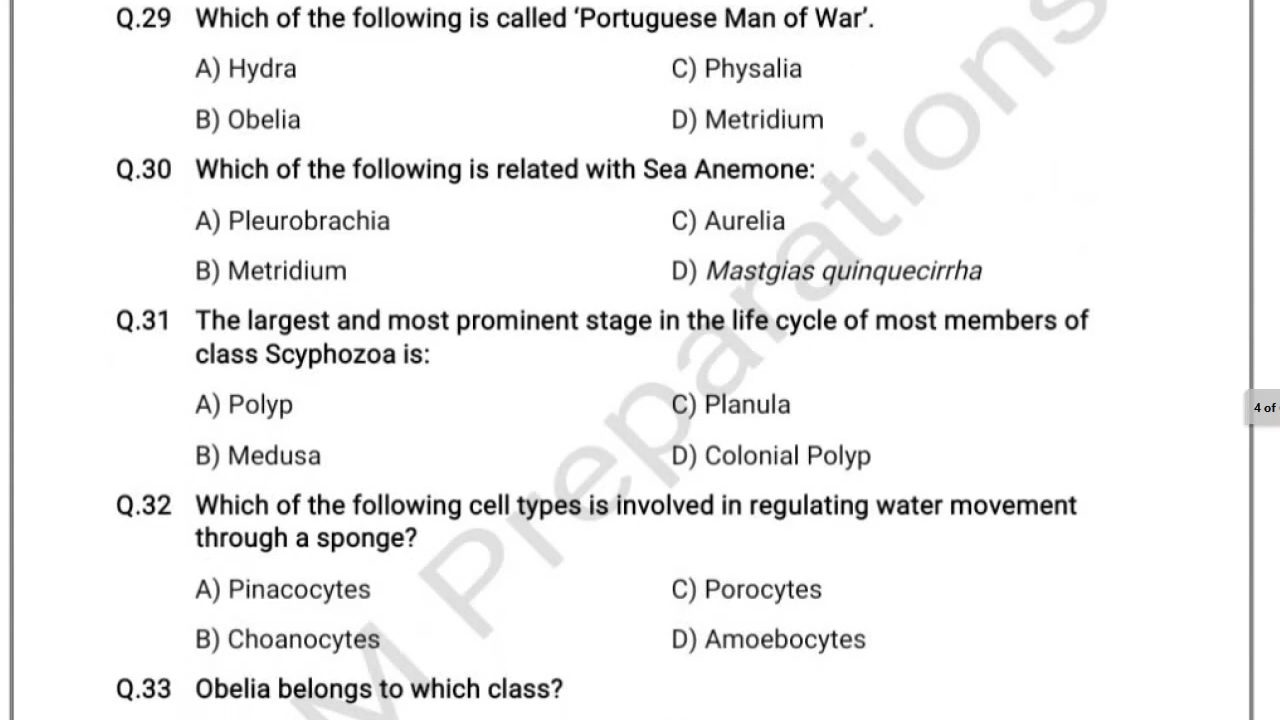 Q.29 Which of the following is called ‘Portuguese Man of War’.
A) Hydra C) Physalia
B) Obelia D) Metridium
Q.30 Which of the following is related with Sea Anemone:
A) Pleurobrachia C) Aurelia
B) Metridium D) Mastgias quinquecirrha
Q.31 The largest and most prominent stage in the life cycle of most members of
class Scyphozoa is:
A) Polyp C) Planula
B) Medusa D) Colonial Polyp
Q.32 Which of the following cell types is involved in regulating water movement
through a sponge?
A) Pinacocytes C) Porocytes
B) Choanocytes D) Amoebocytes
Q.33 Obelia belongs to which class?
M Preparations
4 of